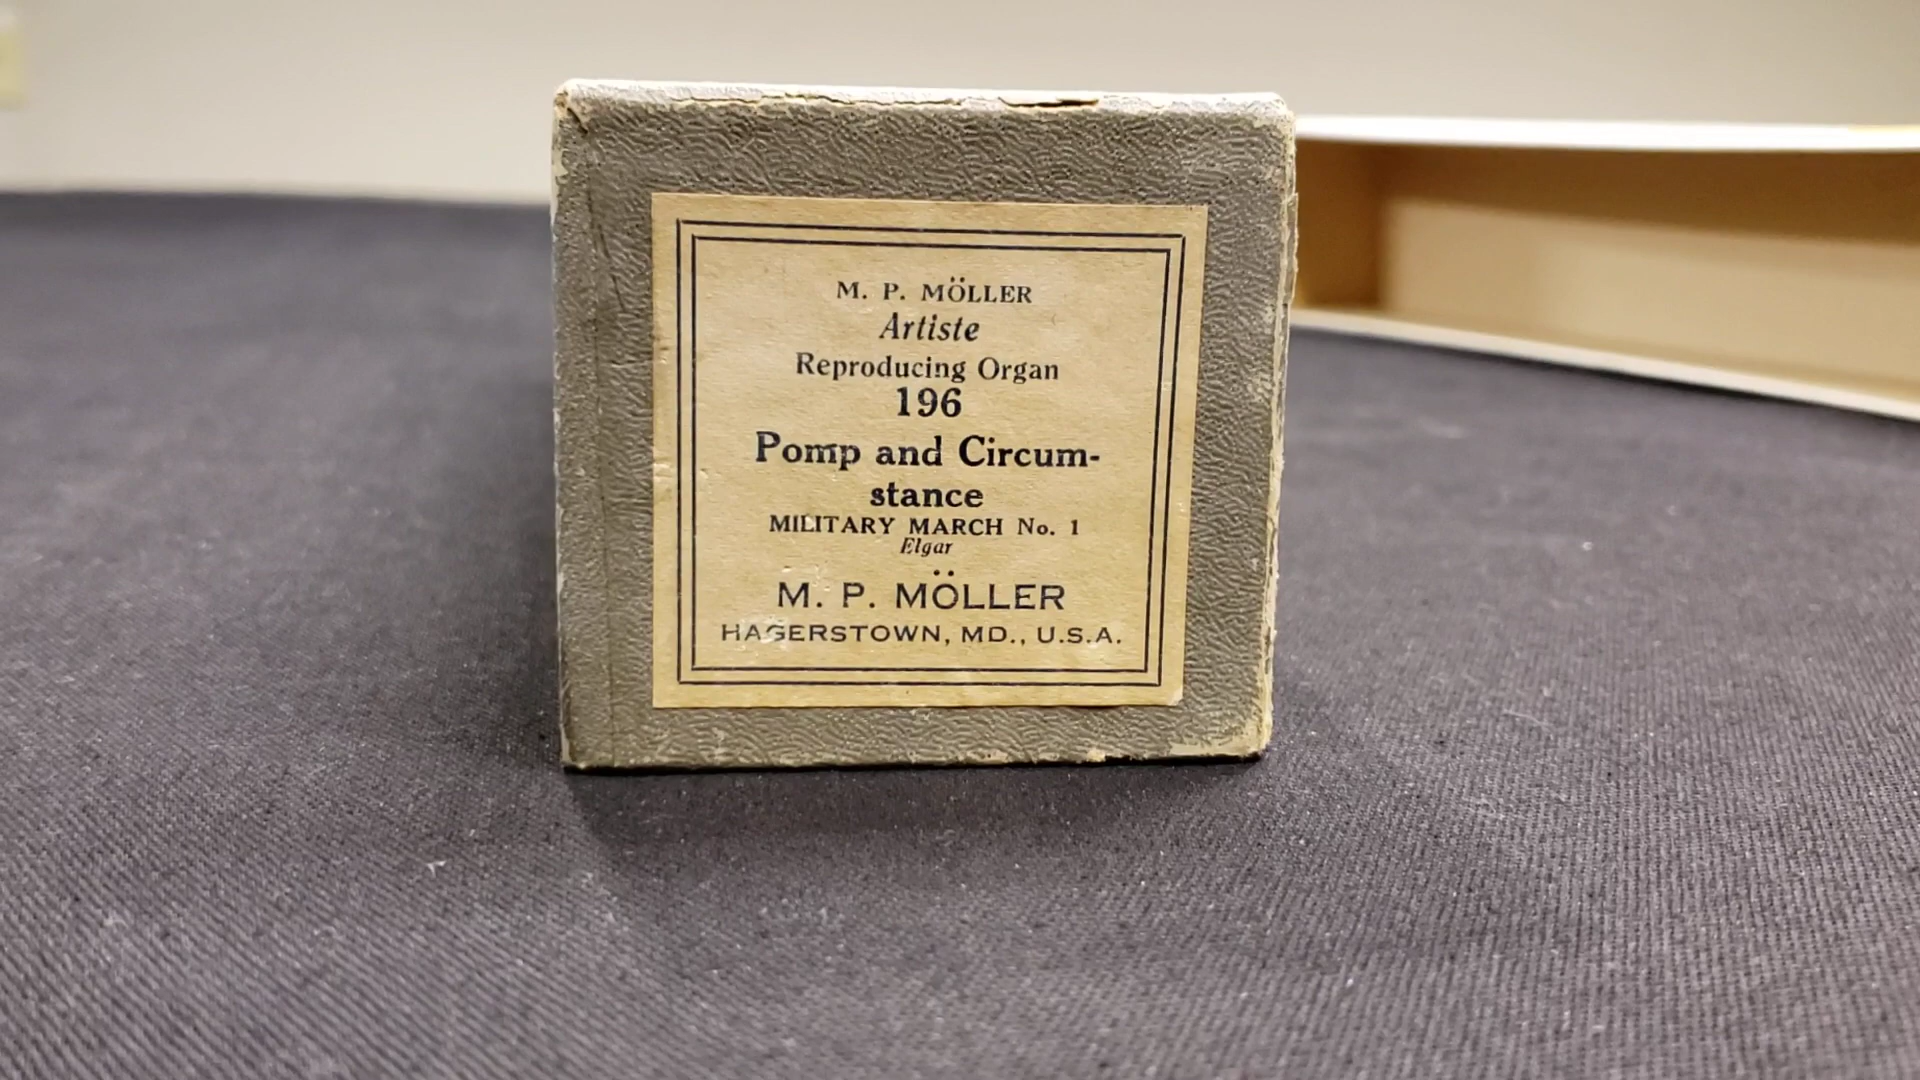 M. P. MÖLLER
Artiste
Reproducing Organ
196
Pomp and Circum-
stance
MILITARY MARCH No. 1
Elgar
M. P. MÖLLER
HAGERSTOWN, MD., U.S.A.